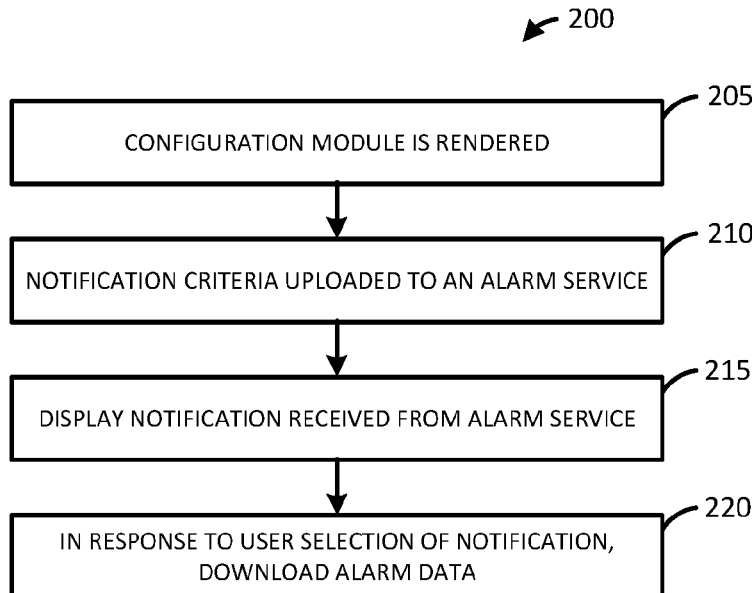 200
205
CONFIGURATION MODULE IS RENDERED
210
NOTIFICATION CRITERIA UPLOADED TO AN ALARM SERVICE
215
DISPLAY NOTIFICATION RECEIVED FROM ALARM SERVICE
220
IN RESPONSE TO USER SELECTION OF NOTIFICATION,
DOWNLOAD ALARM DATA